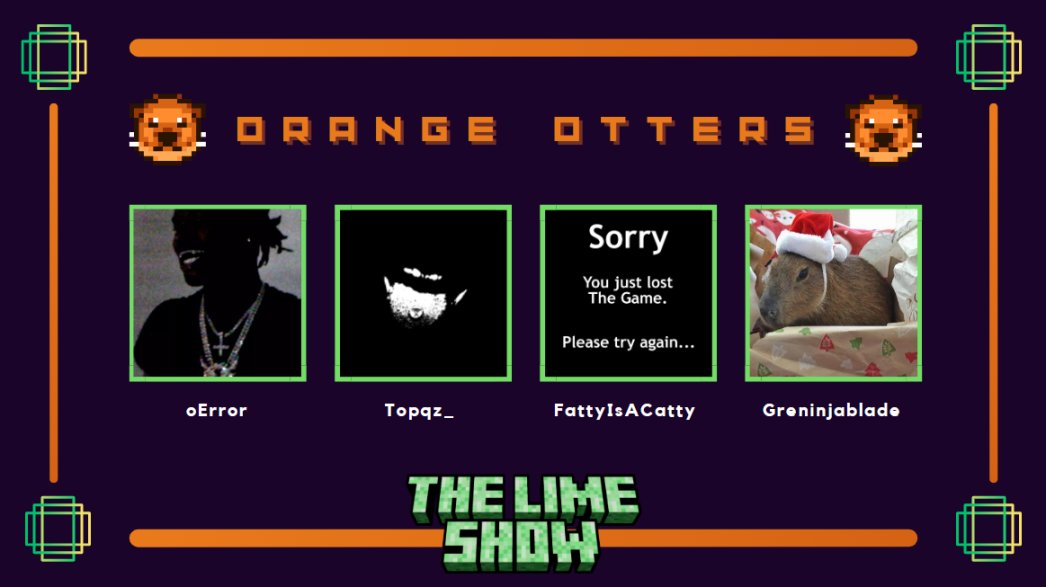 ORANGE OTTERS
Sorry
You just lost
The Game.
Please try again...
oError
Topqz_
FattyIsACatty
Greninjablade
THE LIME
SHOW